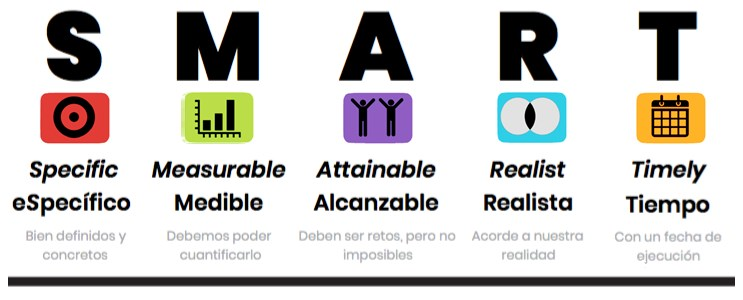 S M A R T
Specific Measurable Attainable Realist Timely
eSpecífico Medible Alcanzable Realista Tiempo
Bien definidos y Debemos poder Deben ser retos, pero no Acorde a nuestra Con un fecha de
concretos cuantificarlo imposibles realidad ejecución